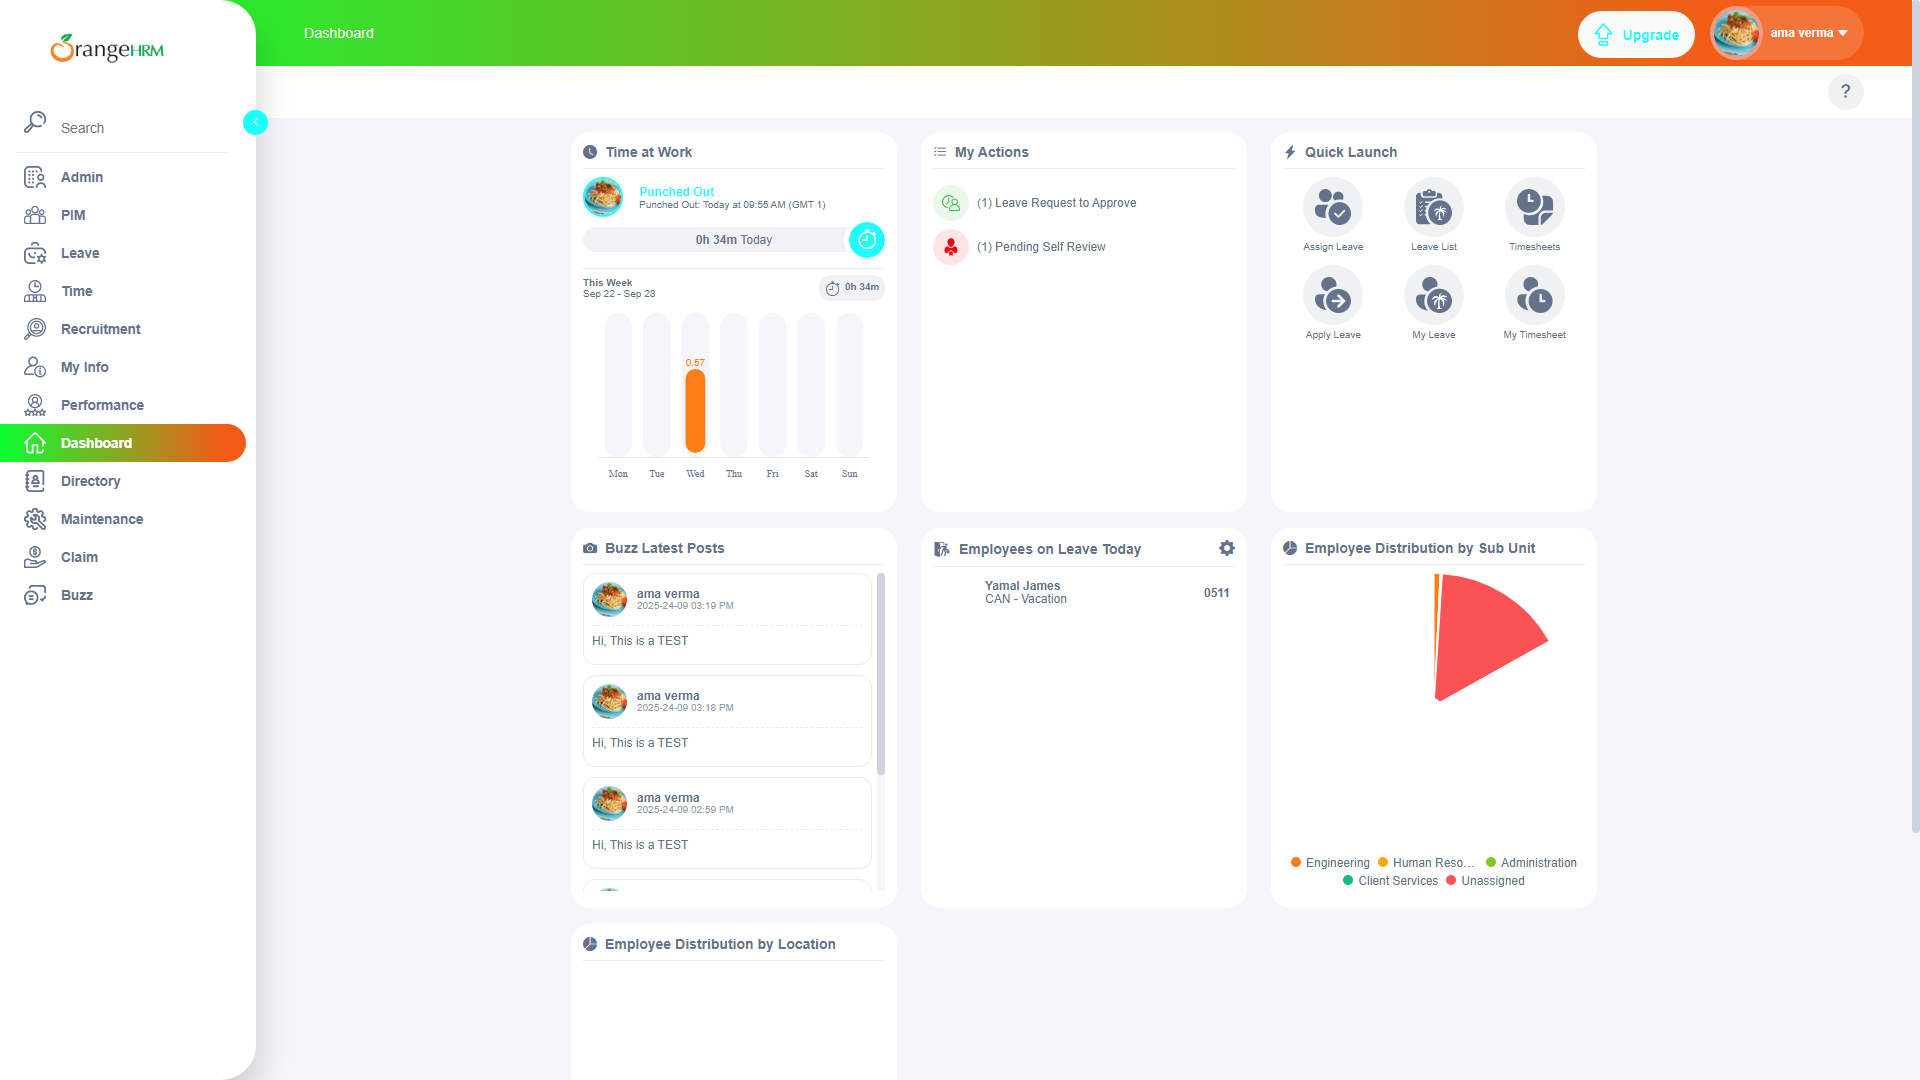 OrangeHRM
Search
Admin
PIM
Leave
Time
Recruitment
My Info
Performance
Dashboard
Directory
Maintenance
Claim
Buzz
Dashboard
Upgrade
ama verma
?
Time at Work
Punched Out
Punched Out: Today at 09:55 AM (GMT 1)
0h 34m Today
This Week
Sep 22 - Sep 28
0h 34m
0.57
Mon Tue Wed Thu Fri Sat Sun
My Actions
(1) Leave Request to Approve
(1) Pending Self Review
Quick Launch
Assign Leave
Leave List
Timesheets
Apply Leave
My Leave
My Timesheet
Buzz Latest Posts
ama verma
2025-24-09 03:19 PM
Hi, This is a TEST
ama verma
2025-24-09 03:18 PM
Hi, This is a TEST
ama verma
2025-24-09 02:59 PM
Hi, This is a TEST
Employees on Leave Today
Yamal James
CAN - Vacation
0511
Employee Distribution by Sub Unit
Engineering Human Reso... Administration
Client Services Unassigned
Employee Distribution by Location